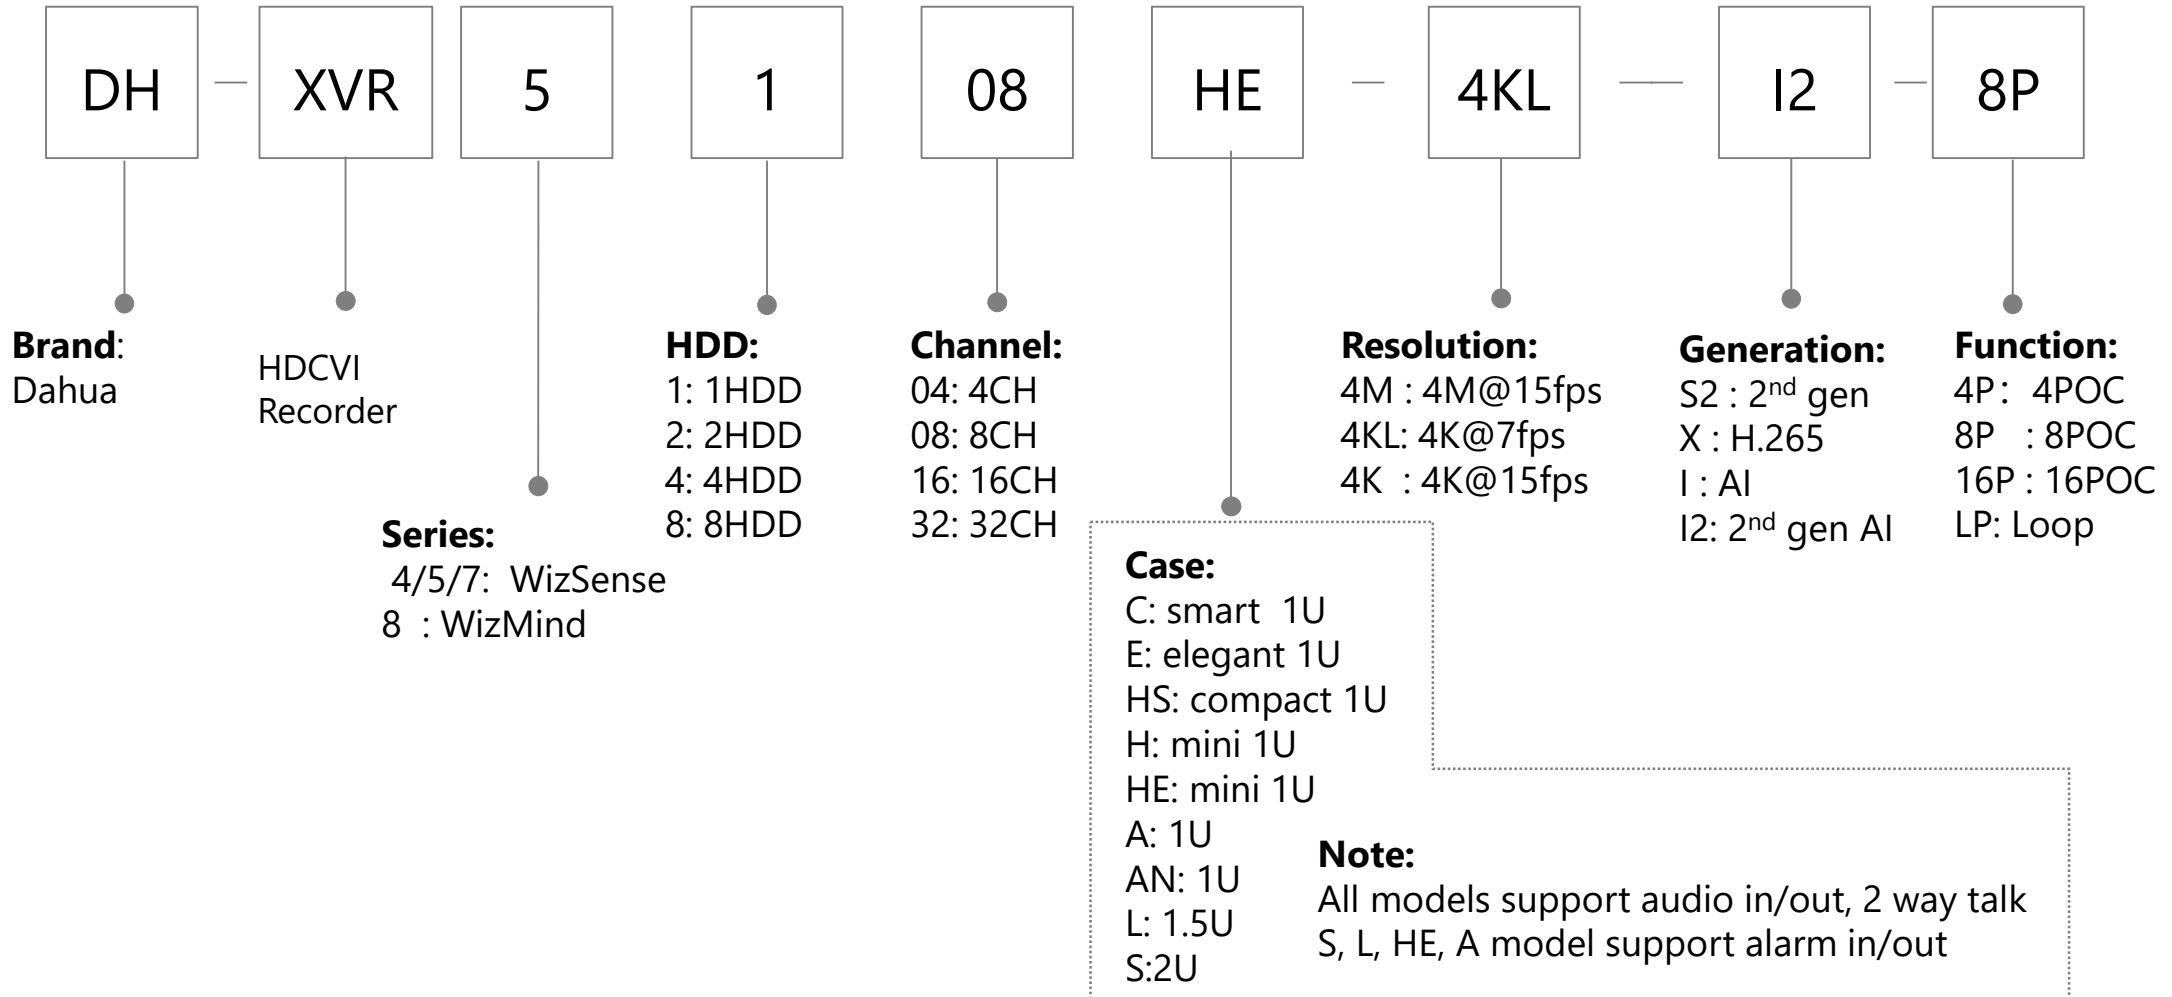 DH — XVR 5 1 08 HE — 4KL — I2 — 8P
Brand:
Dahua
HDCVI
Recorder
Series:
4/5/7: WizSense
8 : WizMind
HDD:
1: 1HDD
2: 2HDD
4: 4HDD
8: 8HDD
Channel:
04: 4CH
08: 8CH
16: 16CH
32: 32CH
Case:
C: smart 1U
E: elegant 1U
HS: compact 1U
H: mini 1U
HE: mini 1U
A: 1U
AN: 1U
L: 1.5U
S:2U
Note:
All models support audio in/out, 2 way talk
S, L, HE, A model support alarm in/out
Resolution:
4M : 4M@15fps
4KL: 4K@7fps
4K : 4K@15fps
Generation:
S2 : 2nd gen
X : H.265
I : AI
I2: 2nd gen AI
Function:
4P: 4POC
8P : 8POC
16P : 16POC
LP: Loop